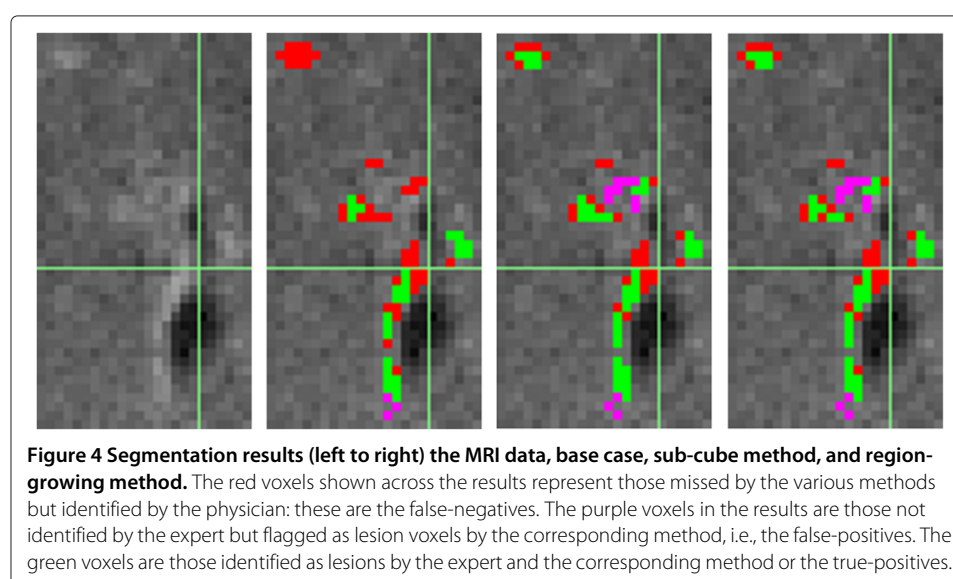 Figure 4 Segmentation results (left to right) the MRI data, base case, sub-cube method, and region-
growing method. The red voxels shown across the results represent those missed by the various methods
but identified by the physician: these are the false-negatives. The purple voxels in the results are those not
identified by the expert but flagged as lesion voxels by the corresponding method, i.e., the false-positives. The
green voxels are those identified as lesions by the expert and the corresponding method or the true-positives.